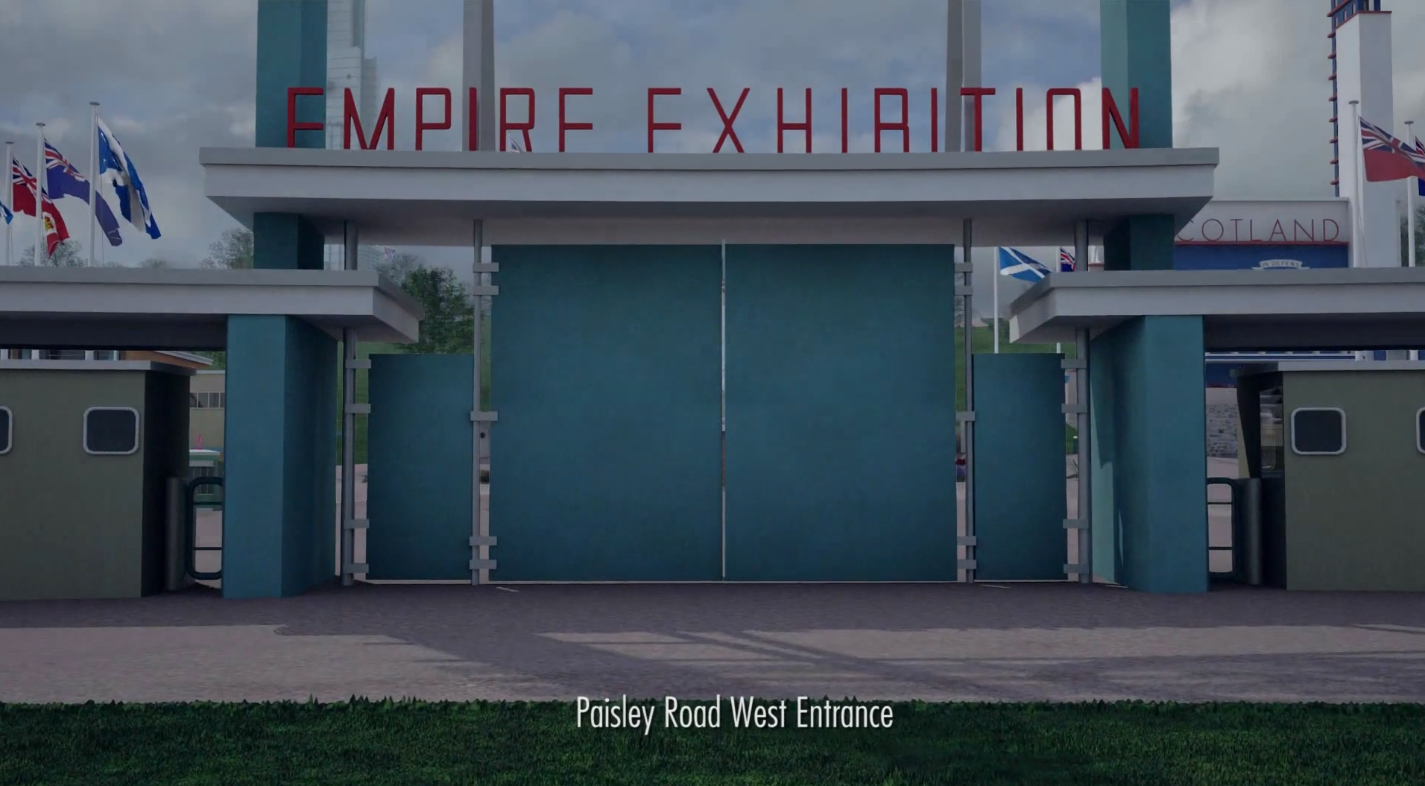 EMPIRE EXHIBITION
SCOTLAND
Paisley Road West Entrance